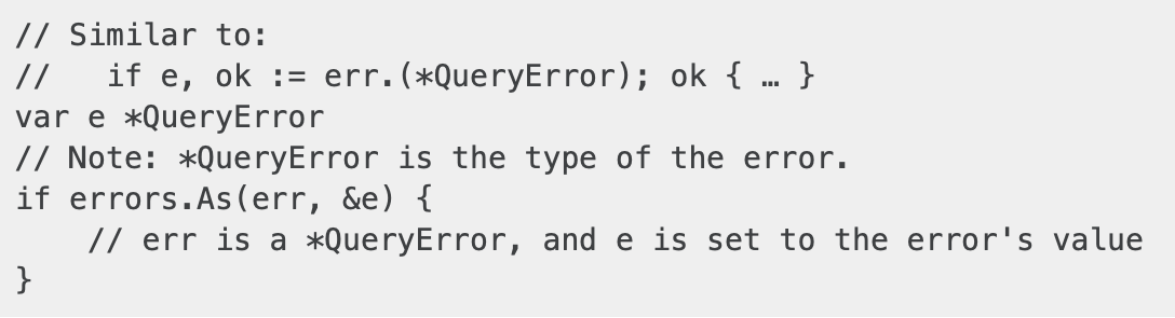 // Similar to:
//   if e, ok := err.(*QueryError); ok { … }
var e *QueryError
// Note: *QueryError is the type of the error.
if errors.As(err, &e) {
    // err is a *QueryError, and e is set to the error's value
}